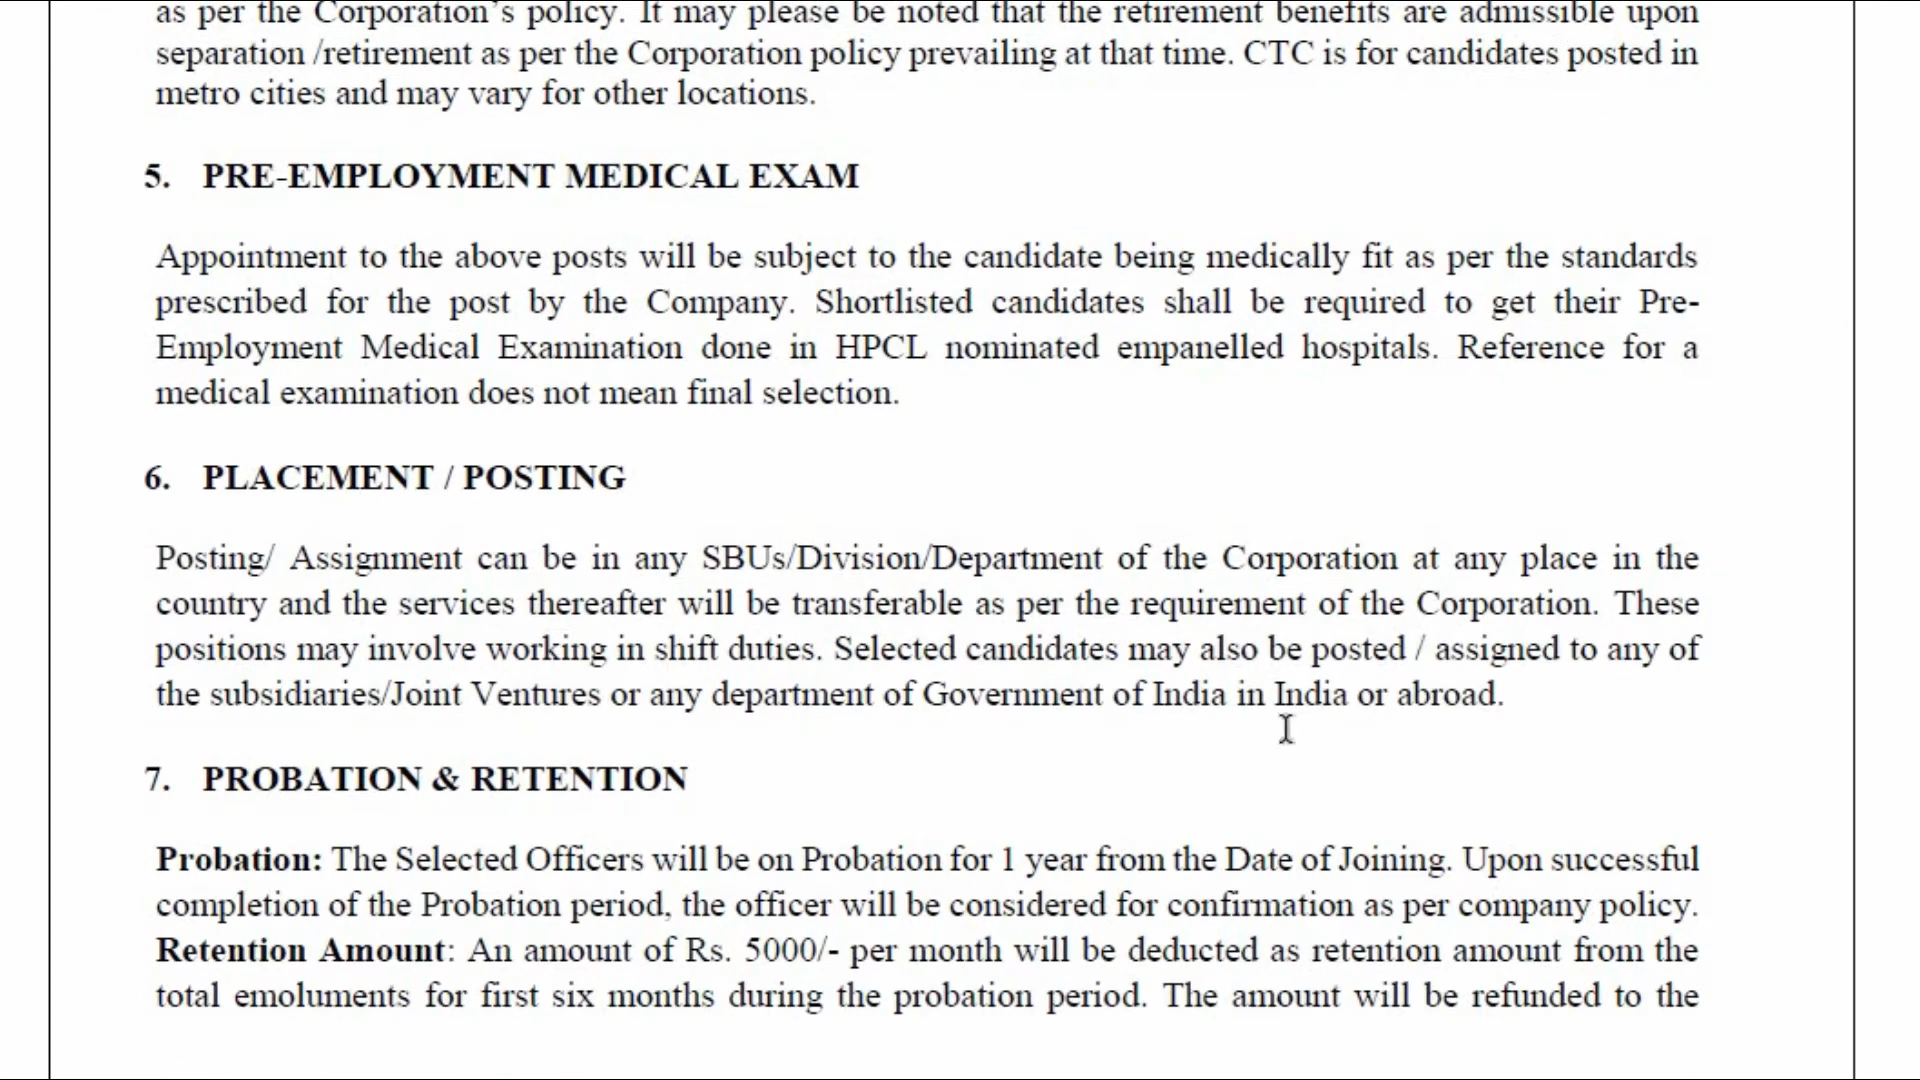 as per the Corporation's policy. It may please be noted that the retirement benefits are admissible upon
separation /retirement as per the Corporation policy prevailing at that time. CTC is for candidates posted in
metro cities and may vary for other locations.
5. PRE-EMPLOYMENT MEDICAL EXAM
Appointment to the above posts will be subject to the candidate being medically fit as per the standards
prescribed for the post by the Company. Shortlisted candidates shall be required to get their Pre-
Employment Medical Examination done in HPCL nominated empanelled hospitals. Reference for a
medical examination does not mean final selection.
6. PLACEMENT / POSTING
Posting/ Assignment can be in any SBUs/Division/Department of the Corporation at any place in the
country and the services thereafter will be transferable as per the requirement of the Corporation. These
positions may involve working in shift duties. Selected candidates may also be posted / assigned to any of
the subsidiaries/Joint Ventures or any department of Government of India in India or abroad.
7. PROBATION & RETENTION
Probation: The Selected Officers will be on Probation for 1 year from the Date of Joining. Upon successful
completion of the Probation period, the officer will be considered for confirmation as per company policy.
Retention Amount: An amount of Rs. 5000/- per month will be deducted as retention amount from the
total emoluments for first six months during the probation period. The amount will be refunded to the